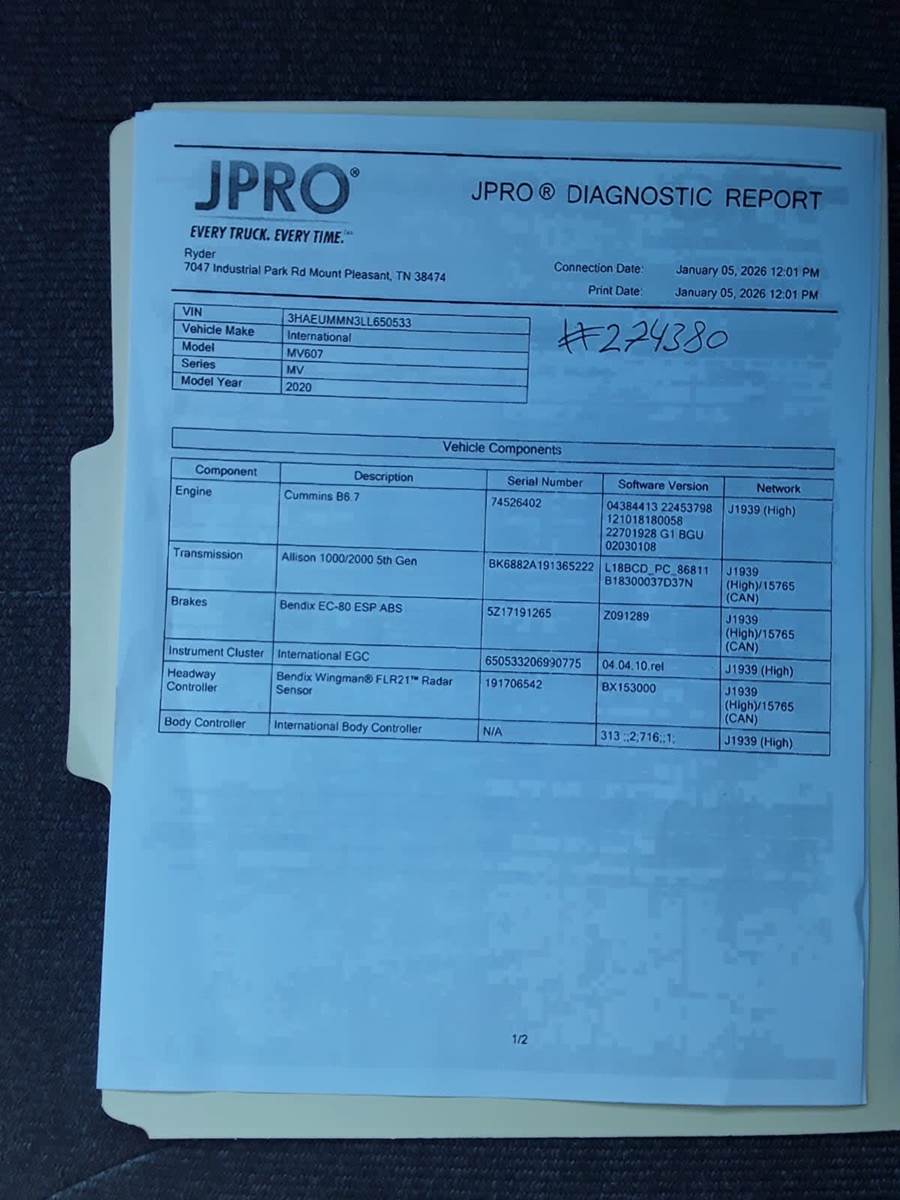 JPRO®
JPRO® DIAGNOSTIC REPORT
EVERY TRUCK. EVERY TIME.
Ryder
7047 Industrial Park Rd Mount Pleasant, TN 38474
Connection Date: January 05, 2026 12:01 PM
Print Date: January 05, 2026 12:01 PM
VIN 3HAEUMMN3LL650533
Vehicle Make International
Model MV607
Series MV
Model Year 2020
#274380
Vehicle Components
Component Description Serial Number Software Version Network
Engine Cummins B6.7 74526402 04384413 22453798 J1939 (High)
121018180058
22701928 G1 BGU
02030108
Transmission Allison 1000/2000 5th Gen BK6882A191365222 L18BCD_PC_86811 J1939
B18300037D37N (High)/15765
(CAN)
Brakes Bendix EC-80 ESP ABS 5Z17191265 Z091289 J1939
(High)/15765
(CAN)
Instrument Cluster International EGC 650533206990775 04.04.10.rel J1939 (High)
Headway Bendix Wingman® FLR21™ Radar 191706542 BX153000 J1939
Controller Sensor (High)/15765
(CAN)
Body Controller International Body Controller N/A 313 ;;2,716;;1; J1939 (High)
1/2